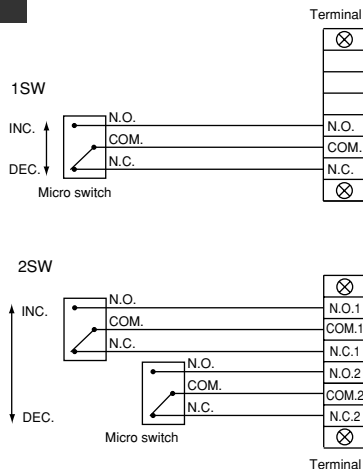 Terminal
1SW
INC.
DEC.
N.O.
COM.
N.C.
Micro switch
N.O.
COM.
N.C.
2SW
INC.
DEC.
N.O.
COM.
N.C.
N.O.
COM.
N.C.
Micro switch
N.O.1
COM.1
N.C.1
N.O.2
COM.2
N.C.2
Terminal